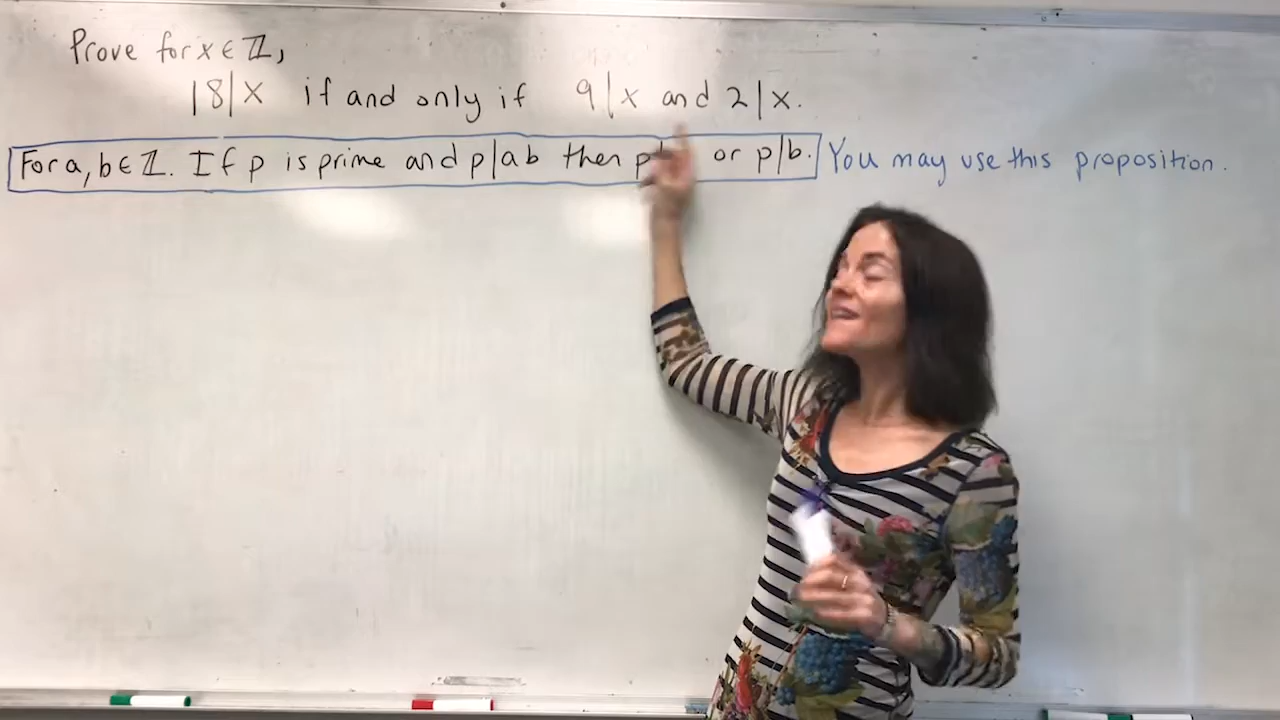 Prove for x ∈ ℤ,
18|x if and only if 9|x and 2|x.
For a, b ∈ ℤ. If p is prime and p|ab then or p|b. You may use this proposition.